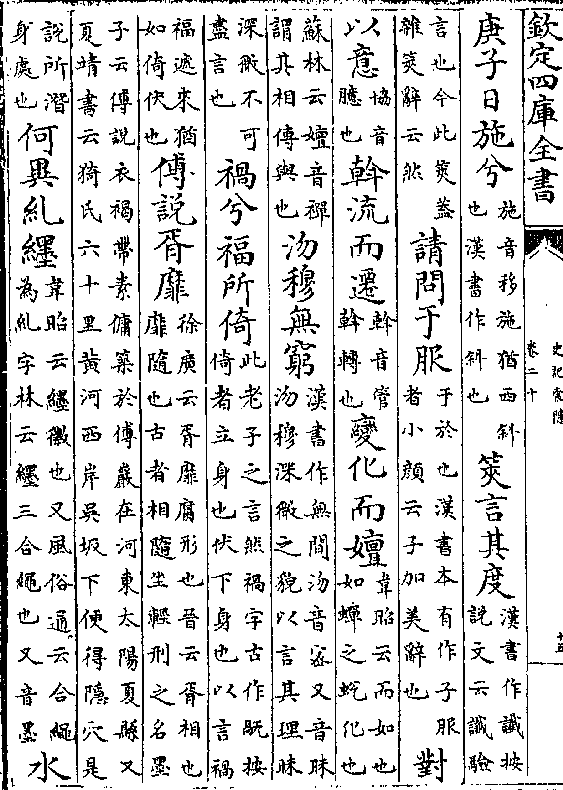 欽定四庫全書
史記索隱
卷二十
十五
庚子日施兮施音移施猶西斜也漢書作斜也筴言其度漢書作讖按説文云讖驗
言也今此筴蓋雜筴辭云然請問于服于於也漢書本有作子服者小顔云子加美辭也對
以意協音臆也斡流而遷斡音管斡轉也變化而嬗韋昭云而如也如蟬之蛻化也
蘇林云嬗音禪謂其相傳與也沕穆無窮漢書作無間沕音密又音昧沕穆深微之貌以言其理昧
深微不可盡言也禍兮福所倚此老子之言然禍字古作旤按倚者立身也伏下身也以言禍
福遞來猶如倚伏也傅説胥靡徐廣云胥靡腐形也晉云胥相也靡隨也古者相隨坐輕刑之名墨
子云傅説衣褐帶素傭築於傅巖在河東太陽夏縣又夏靖書云猗氏六十里黄河西岸吳坂下便得隱穴是
説所潜身處也何異糾纆韋昭云纆徽也又風俗通云合繩為糾字林云纆三合繩也又音墨水